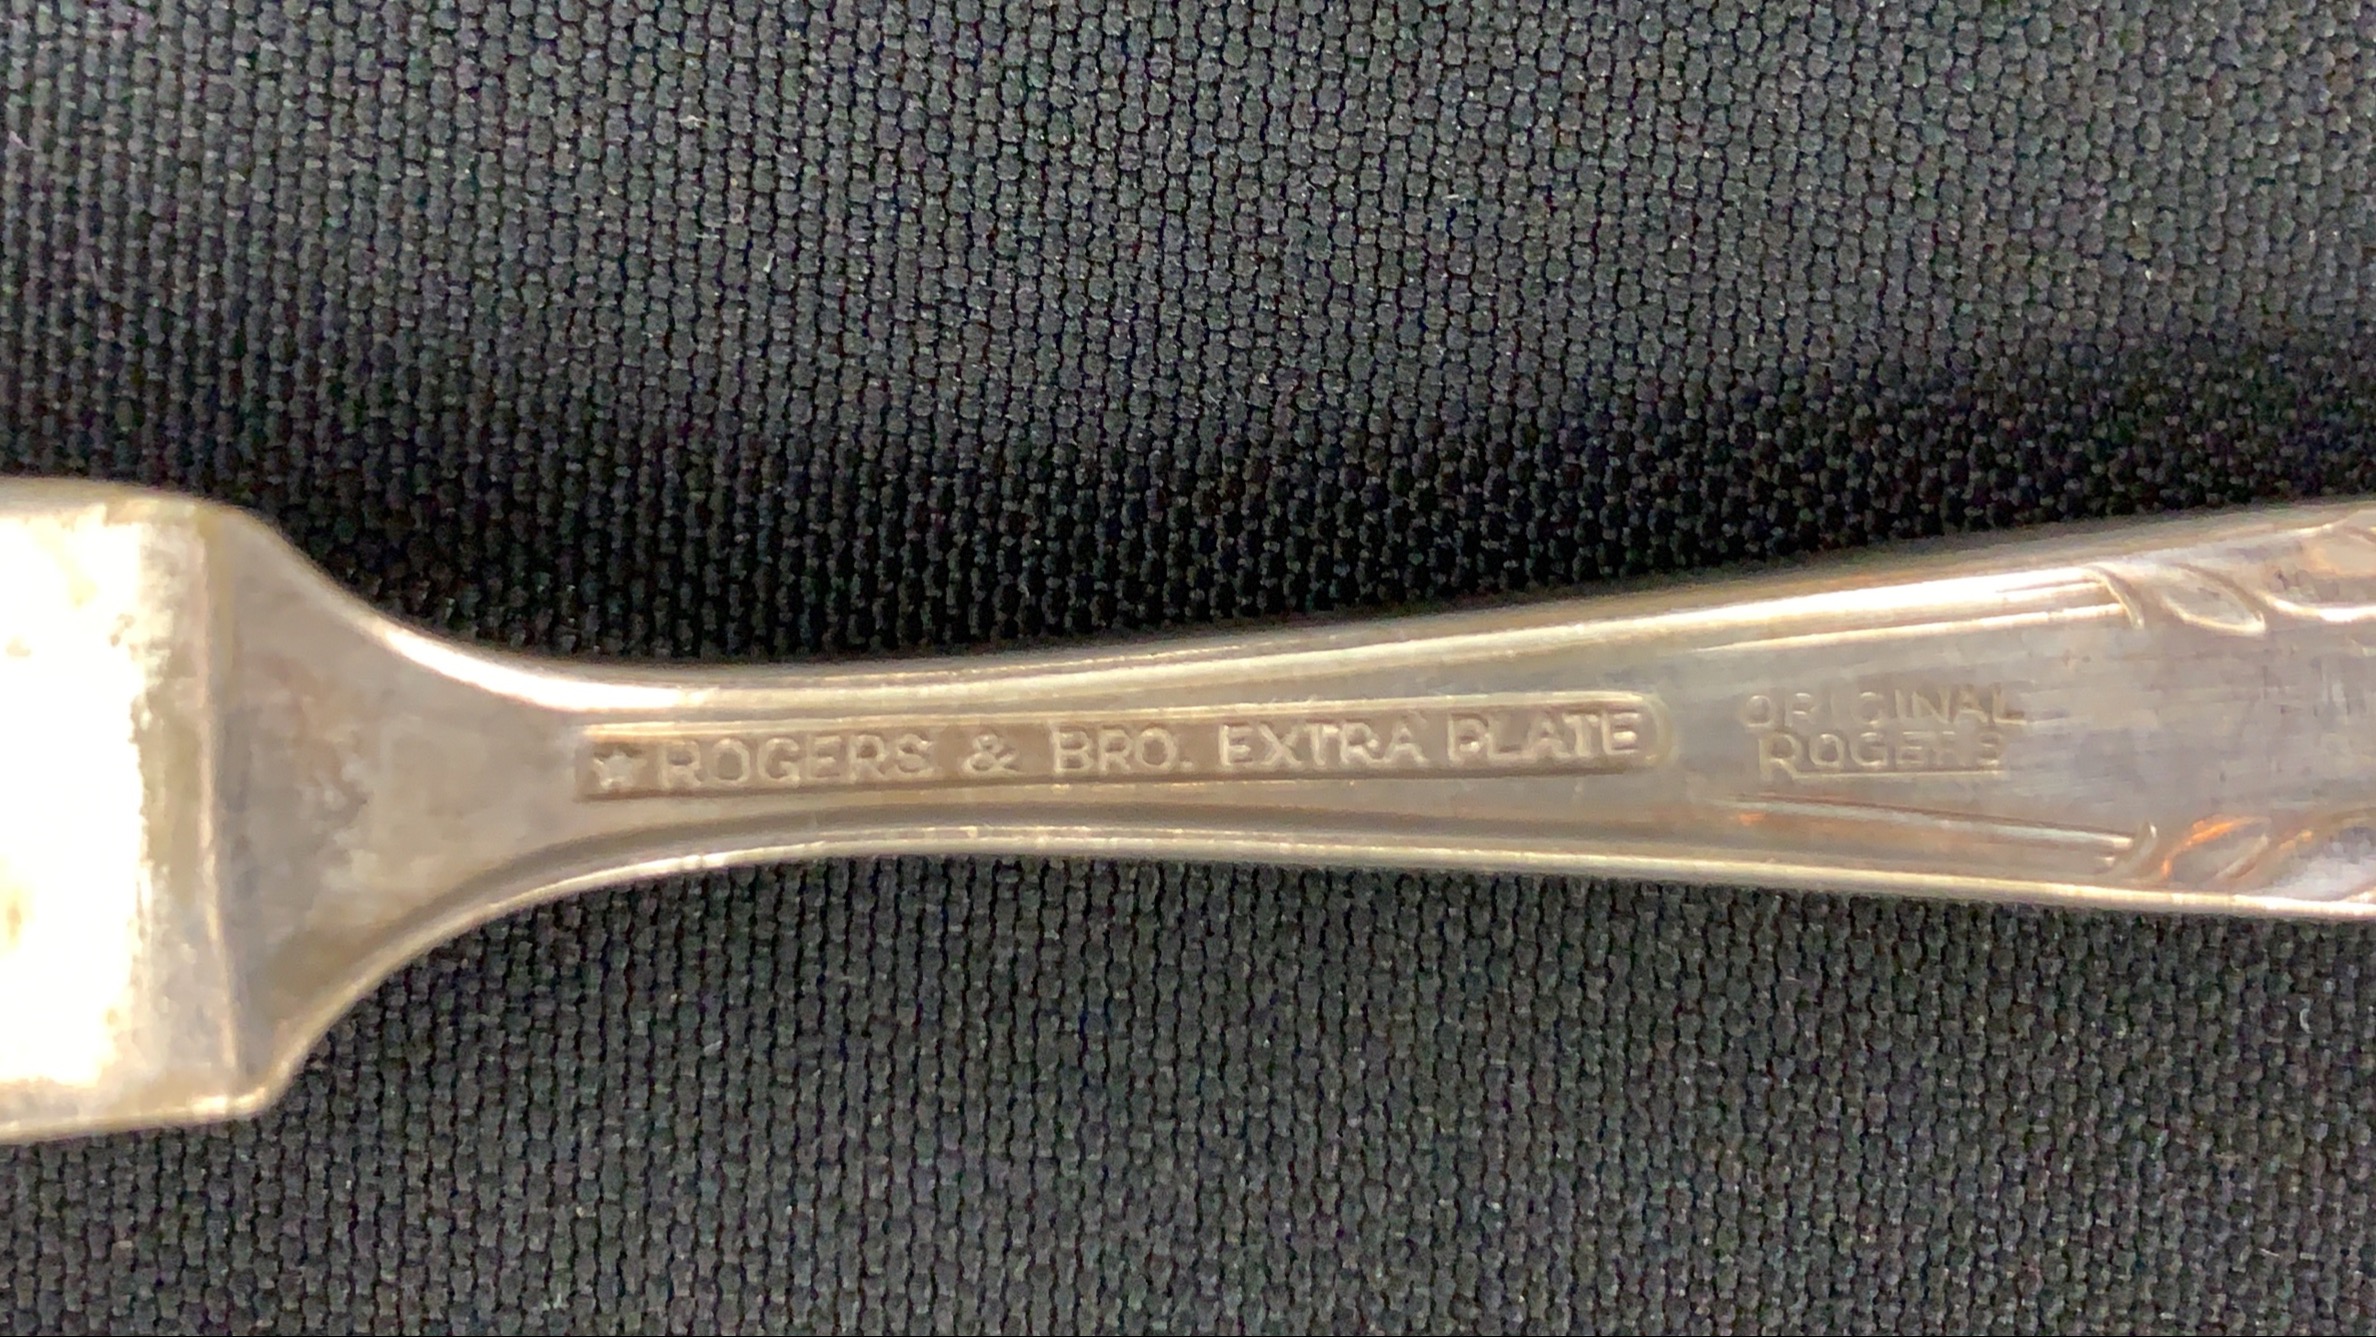 ★ROGERS & BRO. EXTRA PLATE
ORIGINAL
ROGERS